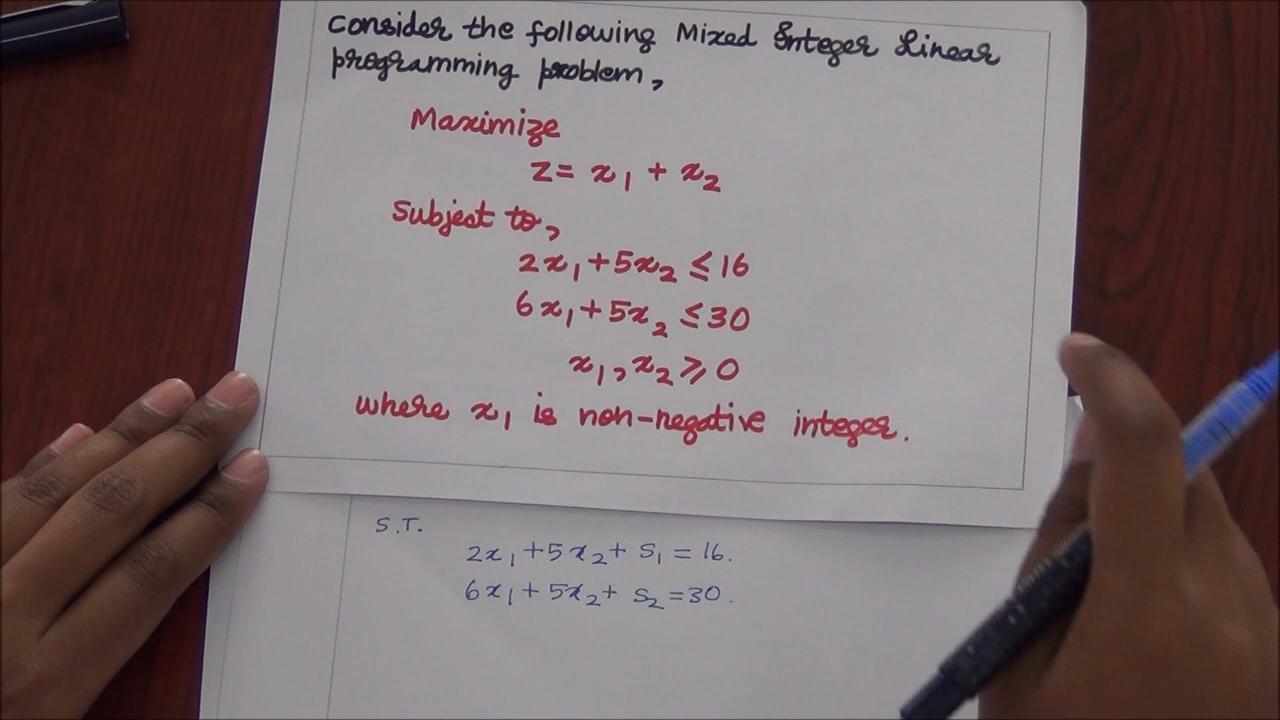 Consider the following Mixed Integer Linear
programming problem,
Maximize
Z = x₁ + x₂
Subject to,
2x₁ + 5x₂ ≤ 16
6x₁ + 5x₂ ≤ 30
x₁, x₂ ≥ 0
where x₁ is non-negative integer.
S.T.
2x₁ + 5x₂ + S₁ = 16.
6x₁ + 5x₂ + S₂ = 30.